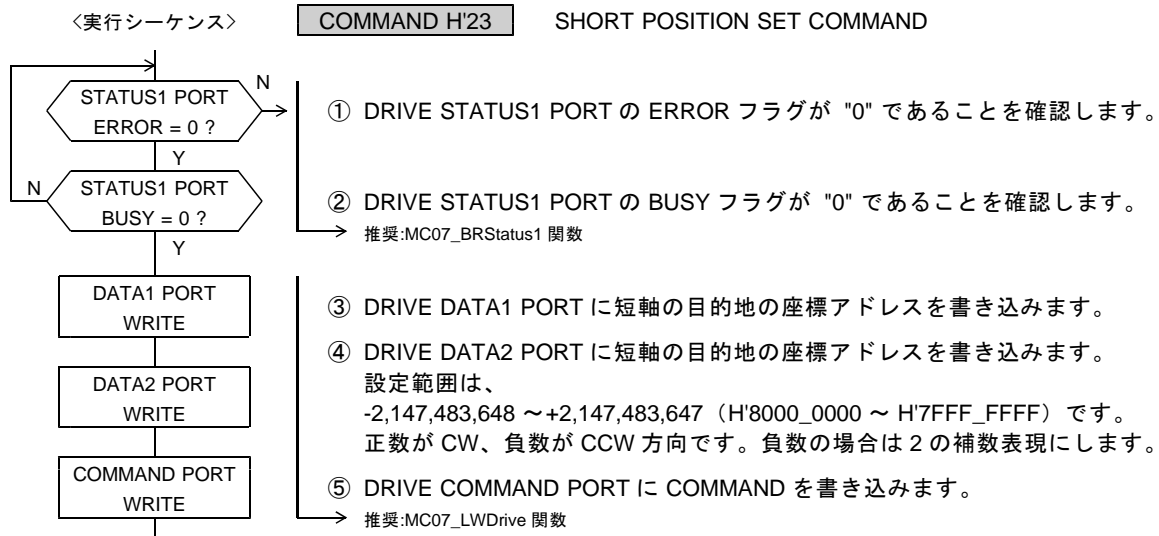 〈実行シーケンス〉 COMMAND H'23 SHORT POSITION SET COMMAND
N
STATUS1 PORT
ERROR = 0 ?
① DRIVE STATUS1 PORT の ERROR フラグが "0" であることを確認します。
Y
N
STATUS1 PORT
BUSY = 0 ?
② DRIVE STATUS1 PORT の BUSY フラグが "0" であることを確認します。
推奨:MC07_BRStatus1 関数
Y
DATA1 PORT
WRITE
③ DRIVE DATA1 PORT に短軸の目的地の座標アドレスを書き込みます。
DATA2 PORT
WRITE
④ DRIVE DATA2 PORT に短軸の目的地の座標アドレスを書き込みます。
設定範囲は、
-2,147,483,648 ～+2,147,483,647（H'8000_0000 ～ H'7FFF_FFFF）です。
正数が CW、負数が CCW 方向です。負数の場合は 2 の補数表現にします。
COMMAND PORT
WRITE
⑤ DRIVE COMMAND PORT に COMMAND を書き込みます。
推奨:MC07_LWDrive 関数